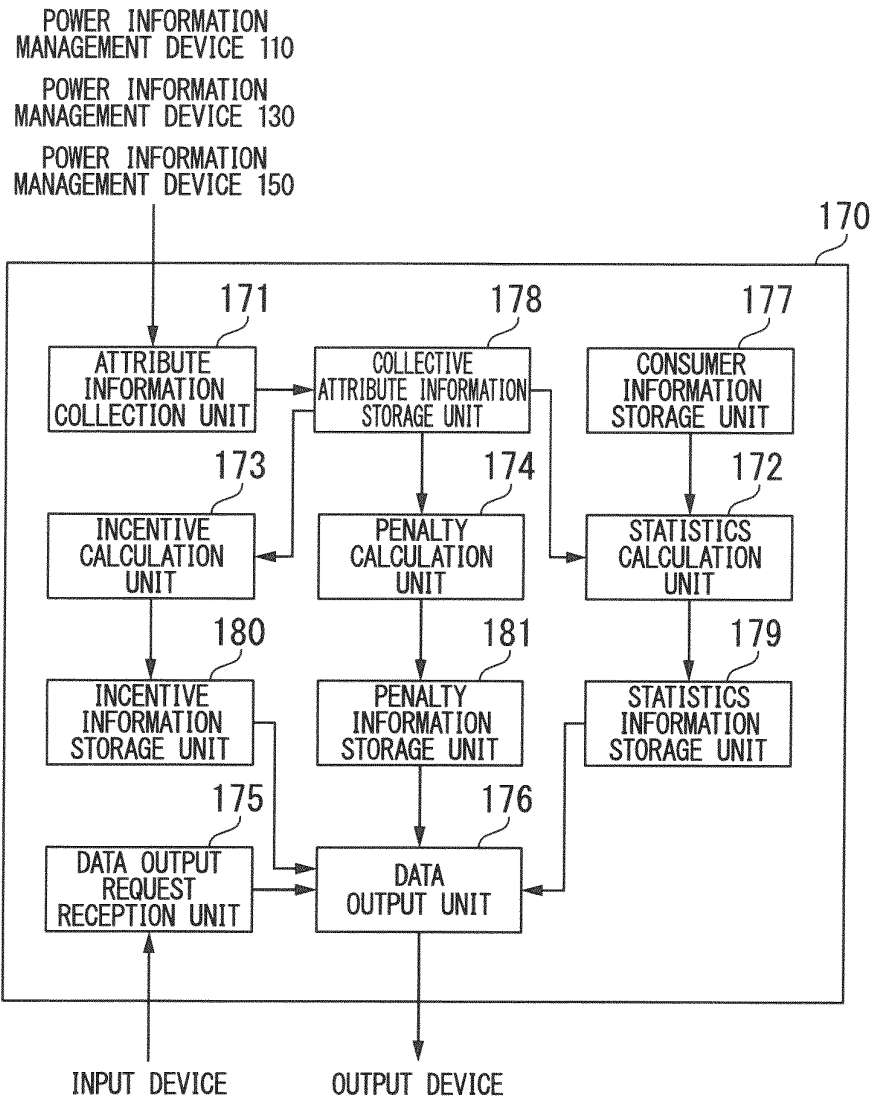 POWER INFORMATION
MANAGEMENT DEVICE 110
POWER INFORMATION
MANAGEMENT DEVICE 130
POWER INFORMATION
MANAGEMENT DEVICE 150
170
171
ATTRIBUTE
INFORMATION
COLLECTION UNIT
178
COLLECTIVE
ATTRIBUTE INFORMATION
STORAGE UNIT
177
CONSUMER
INFORMATION
STORAGE UNIT
173
INCENTIVE
CALCULATION
UNIT
174
PENALTY
CALCULATION
UNIT
172
STATISTICS
CALCULATION
UNIT
180
INCENTIVE
INFORMATION
STORAGE UNIT
181
PENALTY
INFORMATION
STORAGE UNIT
179
STATISTICS
INFORMATION
STORAGE UNIT
175
DATA OUTPUT
REQUEST
RECEPTION UNIT
176
DATA
OUTPUT UNIT
INPUT DEVICE
OUTPUT DEVICE